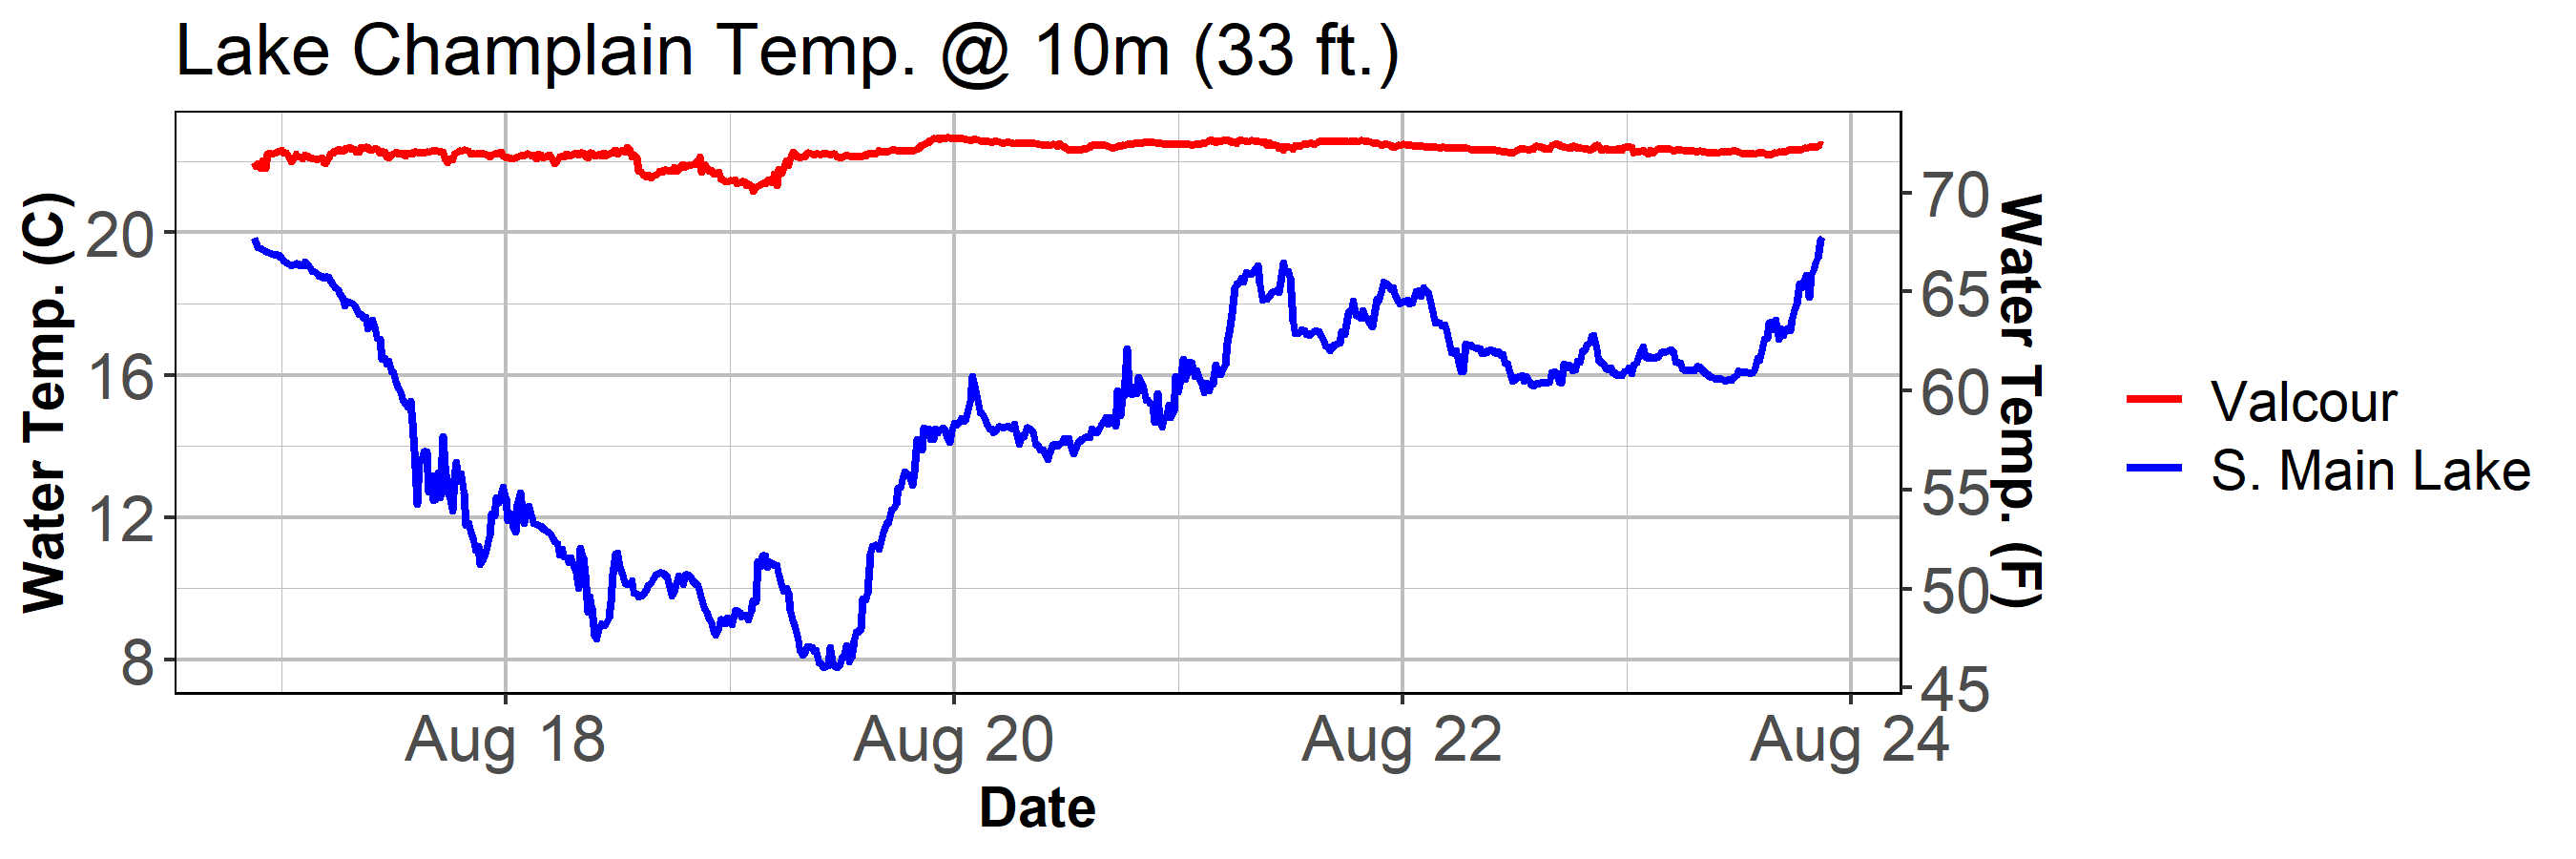 Lake Champlain Temp. @ 10m (33 ft.)
Water Temp. (C)
20
16
12
8
70
65
60
55
50
45
Water Temp. (F)
Aug 18
Aug 20
Aug 22
Aug 24
Date
Valcour
S. Main Lake